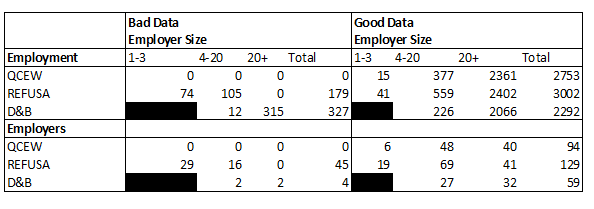 Bad Data Good Data
Employer Size Employer Size
Employment 1-3 4-20 20+ Total 1-3 4-20 20+ Total
QCEW 0 0 0 0 15 377 2361 2753
REFUSA 74 105 0 179 41 559 2402 3002
D&B 12 315 327 226 2066 2292
Employers
QCEW 0 0 0 0 6 48 40 94
REFUSA 29 16 0 45 19 69 41 129
D&B 2 2 4 27 32 59